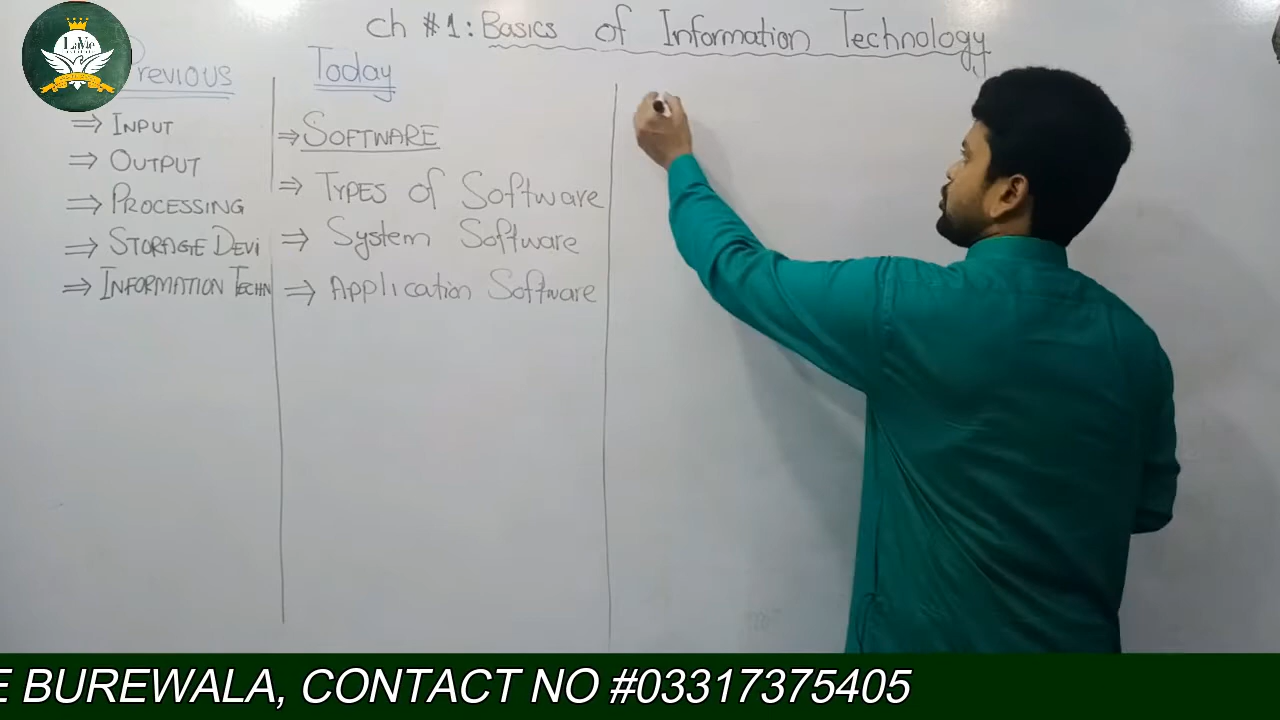 ch #1: Basics of Information Technology
Previous
⇒ INPUT
⇒ OUTPUT
⇒ PROCESSING
⇒ STORAGE DEVI
⇒ INFORMATION TECHN
Today
⇒ SOFTWARE
⇒ TYPES of Software
⇒ System Software
⇒ Application Software
E BUREWALA, CONTACT NO #03317375405